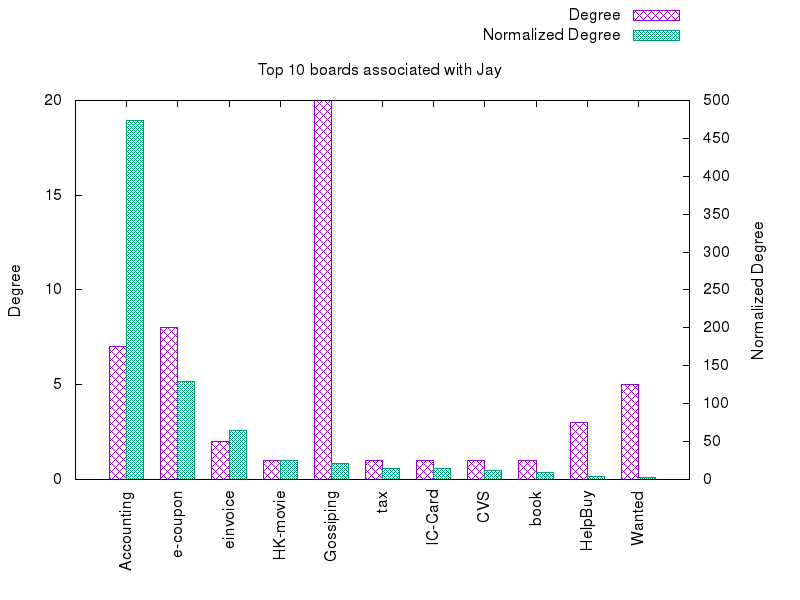 Degree
Normalized Degree
Top 10 boards associated with Jay
20
15
10
5
0
Degree
500
450
400
350
300
250
200
150
100
50
0
Normalized Degree
Accounting
e-coupon
einvoice
HK-movie
Gossiping
tax
IC-Card
CVS
book
HelpBuy
Wanted